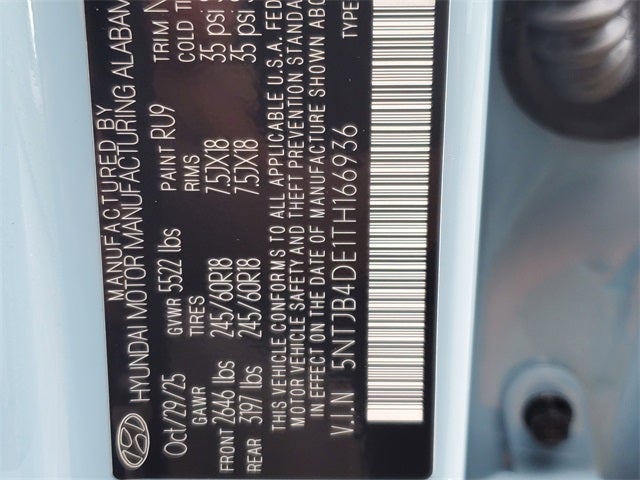 MANUFACTURED BY
HYUNDAI MOTOR MANUFACTURING ALABAM
Oct/29/25 GVWR 5522 lbs PAINT RU9 TRIM
GAWR TIRES RIMS COLD
FRONT 2646 lbs 245/60R18 7.5JX18 35 psi
REAR 3197 lbs 245/60R18 7.5JX18 35 psi
THIS VEHICLE CONFORMS TO ALL APPLICABLE U.S.A. FED
MOTOR VEHICLE SAFETY AND THEFT PREVENTION STANDA
IN EFFECT ON THE DATE OF MANUFACTURE SHOWN ABO
V.I.N 5NTJB4DE1TH166936 TYPE